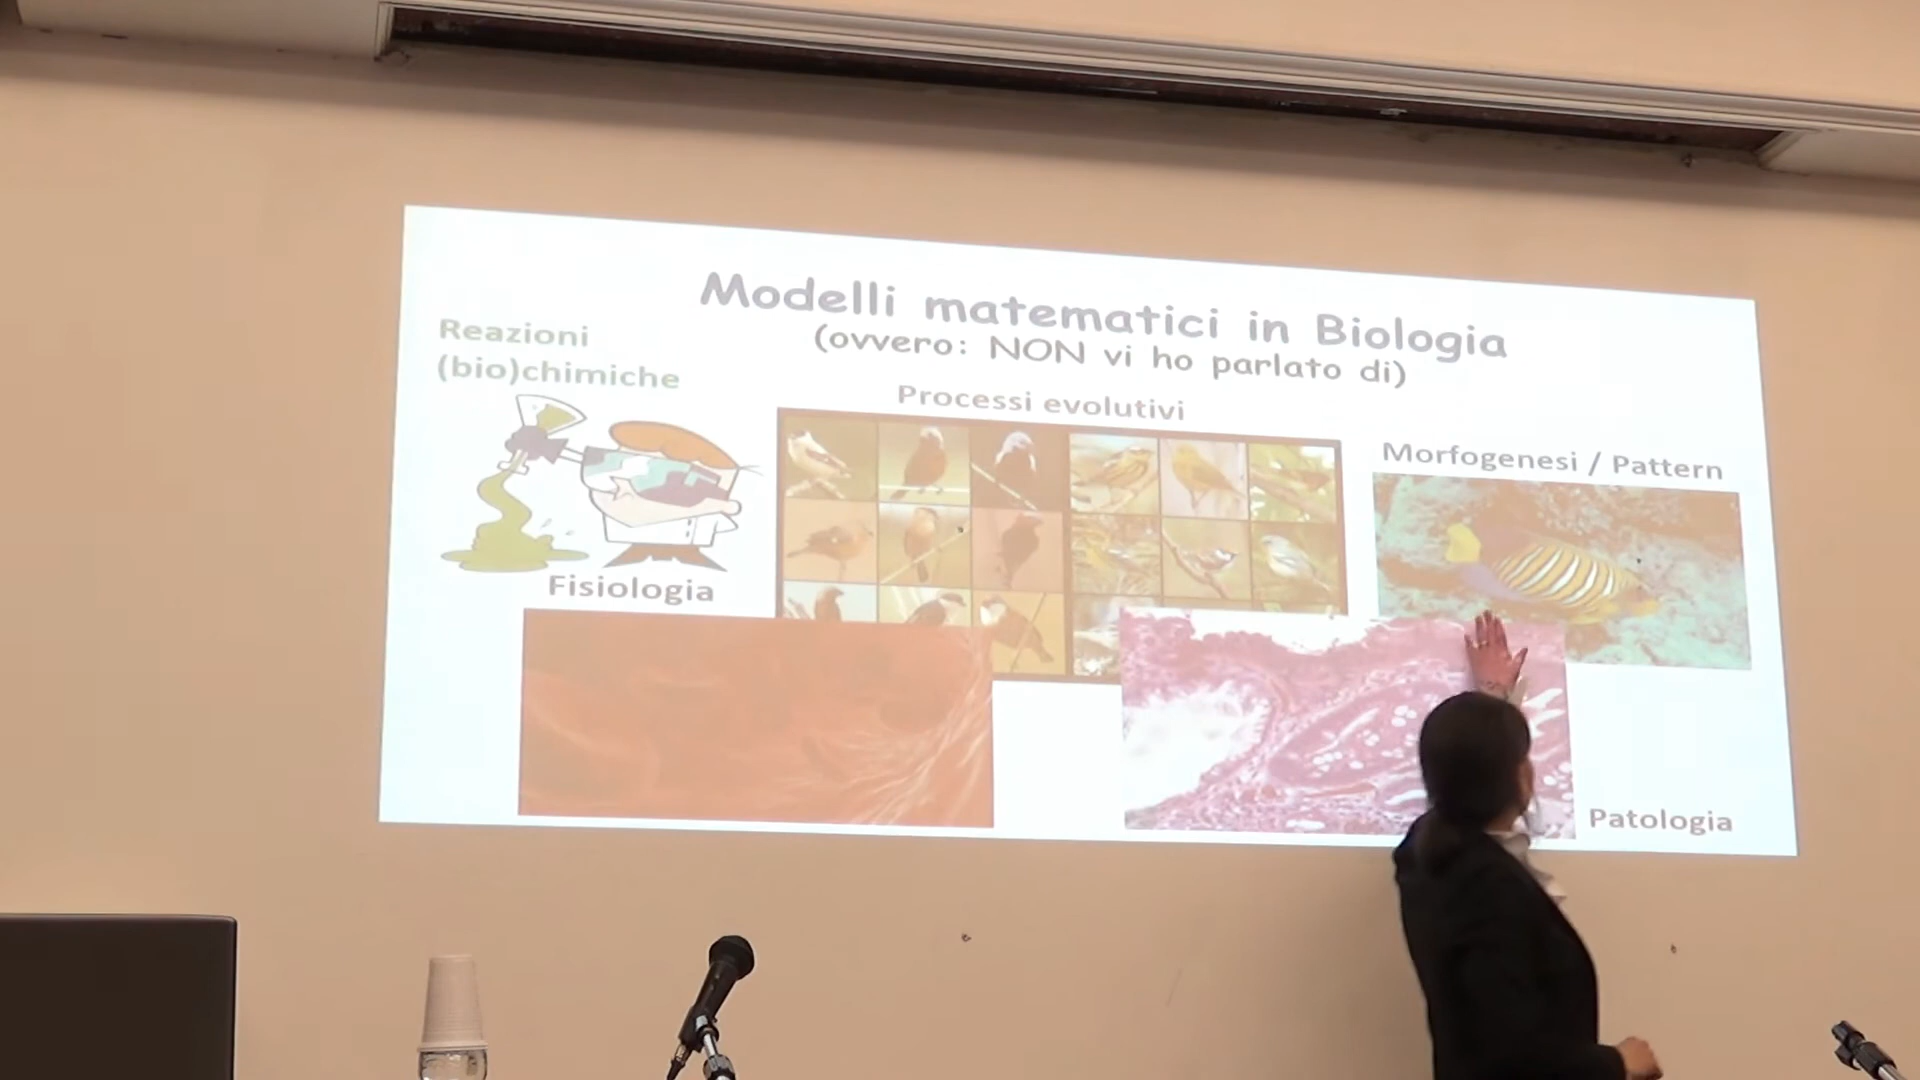 Modelli matematici in Biologia
(ovvero: NON vi ho parlato di)
Reazioni
(bio)chimiche
Processi evolutivi
Morfogenesi / Pattern
Fisiologia
Patologia